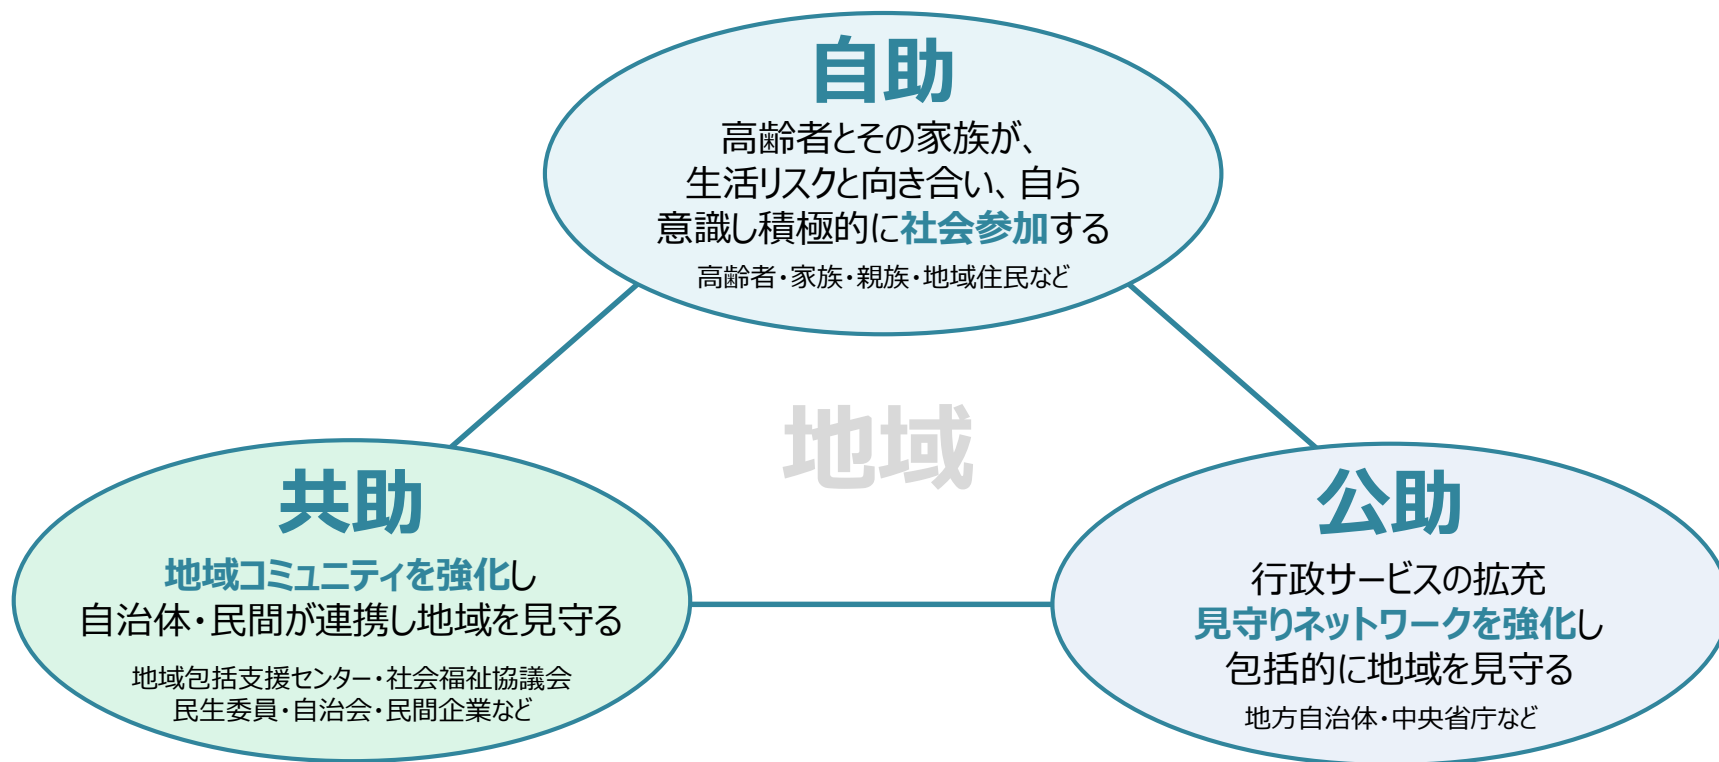 自助
高齢者とその家族が、
生活リスクと向き合い、自ら
意識し積極的に社会参加する
高齢者・家族・親族・地域住民など
地域
共助
地域コミュニティを強化し
自治体・民間が連携し地域を見守る
地域包括支援センター・社会福祉協議会
民生委員・自治会・民間企業など
公助
行政サービスの拡充
見守りネットワークを強化し
包括的に地域を見守る
地方自治体・中央省庁など